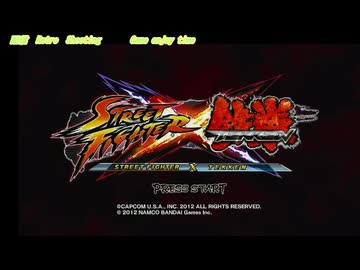 Retro Shooting Game enjoy time
STREET FIGHTER X 鉄拳 TEKKEN
STREET FIGHTER X TEKKEN
PRESS START
©CAPCOM U.S.A., INC. 2012 ALL RIGHTS RESERVED.
© 2012 NAMCO BANDAI Games Inc.